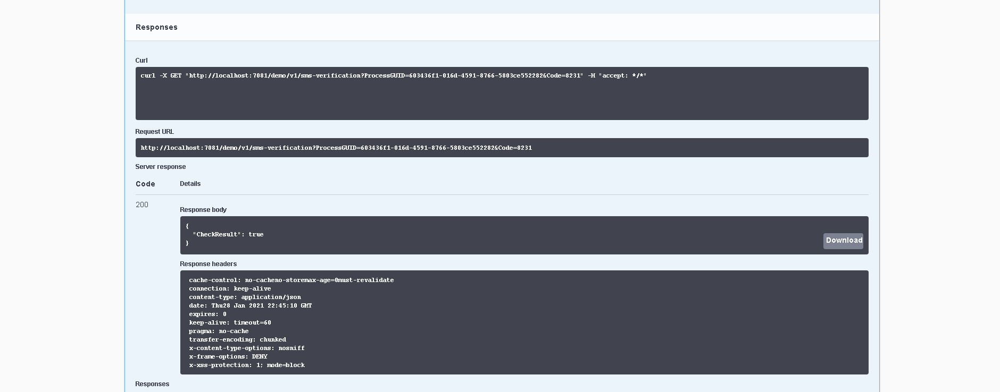 Responses
Curl
curl -X GET "http://localhost:7081/demo/v1/sms-verification?ProcessGUID=603436f1-016d-4591-8766-5803ce552282&Code=8231" -H "accept: */*"
Request URL
http://localhost:7081/demo/v1/sms-verification?ProcessGUID=603436f1-016d-4591-8766-5803ce552282&Code=8231
Server response
Code Details
200
Response body
{
  "CheckResult": true
}
Download
Response headers
cache-control: no-cacheno-storemax-age=0must-revalidate
connection: keep-alive
content-type: application/json
date: Thu28 Jan 2021 22:45:10 GMT
expires: 0
keep-alive: timeout=60
pragma: no-cache
transfer-encoding: chunked
x-content-type-options: nosniff
x-frame-options: DENY
x-xss-protection: 1; mode=block
Responses